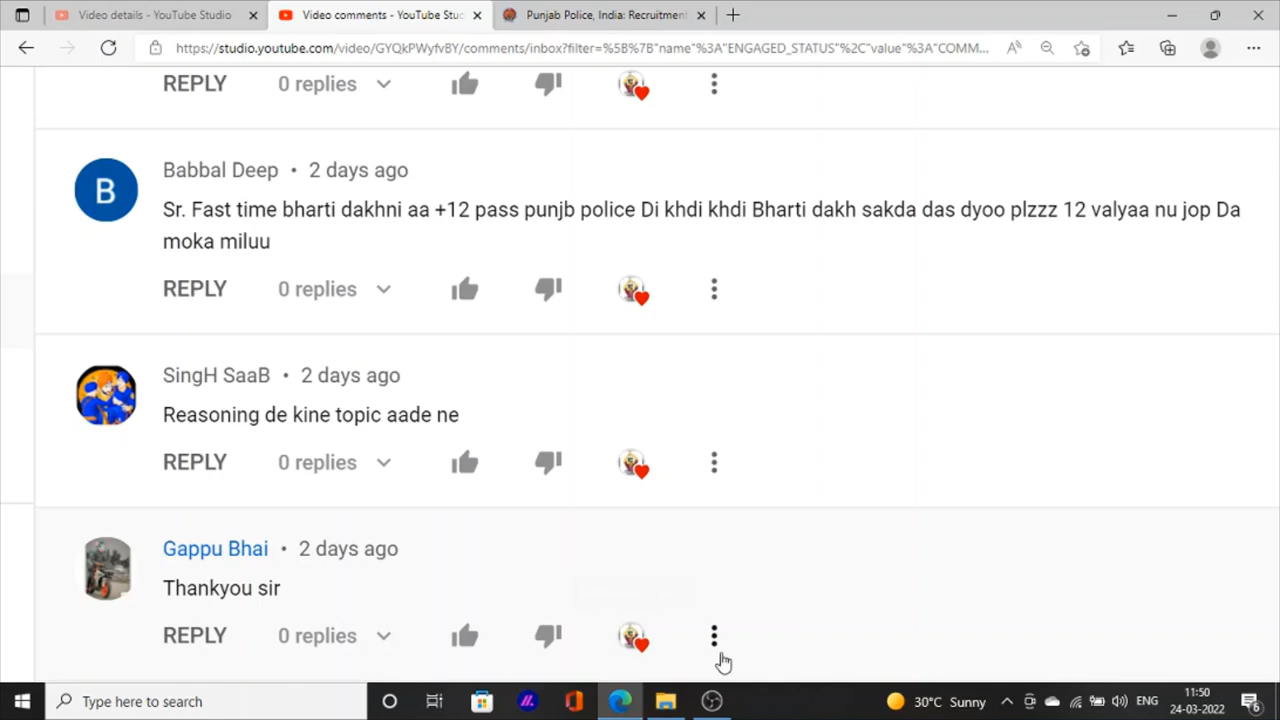 Video details - YouTube Studio
Video comments - YouTube Stu
Punjab Police, India: Recruitment
https://studio.youtube.com/video/GYQkPWyfvBY/comments/inbox?filter=%5B%7B"name"%3A"ENGAGED_STATUS"%2C"value"%3A"COMM...
REPLY 0 replies
B
Babbal Deep • 2 days ago
Sr. Fast time bharti dakhni aa +12 pass punjb police Di khdi khdi Bharti dakh sakda das dyoo plzzz 12 valyaa nu jop Da
moka miluu
REPLY 0 replies
SingH SaaB • 2 days ago
Reasoning de kine topic aade ne
REPLY 0 replies
Gappu Bhai • 2 days ago
Thankyou sir
REPLY 0 replies
Type here to search
30°C Sunny
ENG
11:50
24-03-2022
6